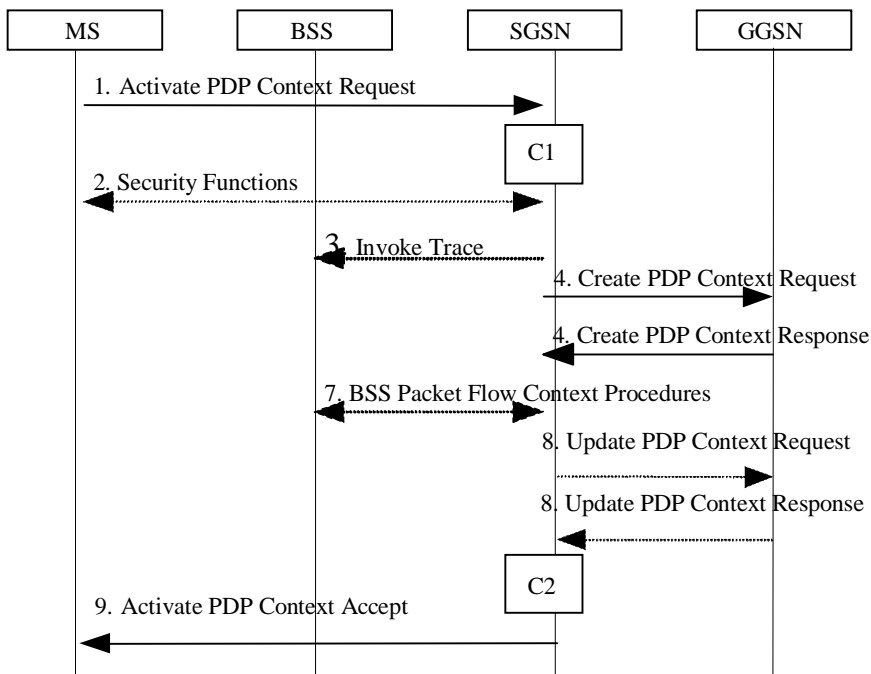 MS
BSS
SGSN
GGSN
1. Activate PDP Context Request
C1
2. Security Functions
3. Invoke Trace
4. Create PDP Context Request
4. Create PDP Context Response
7. BSS Packet Flow Context Procedures
8. Update PDP Context Request
8. Update PDP Context Response
C2
9. Activate PDP Context Accept